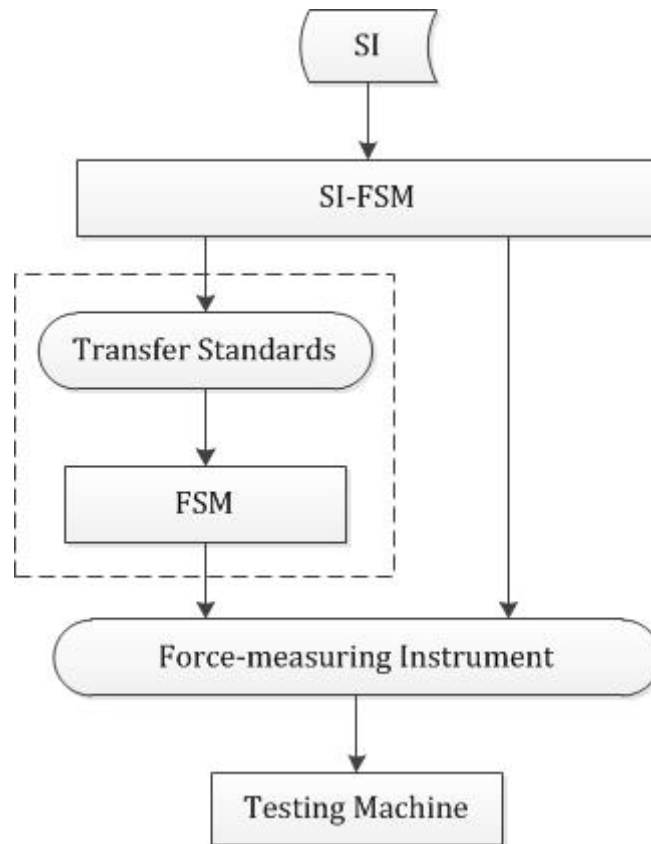 SI
SI-FSM
Transfer Standards
FSM
Force-measuring Instrument
Testing Machine